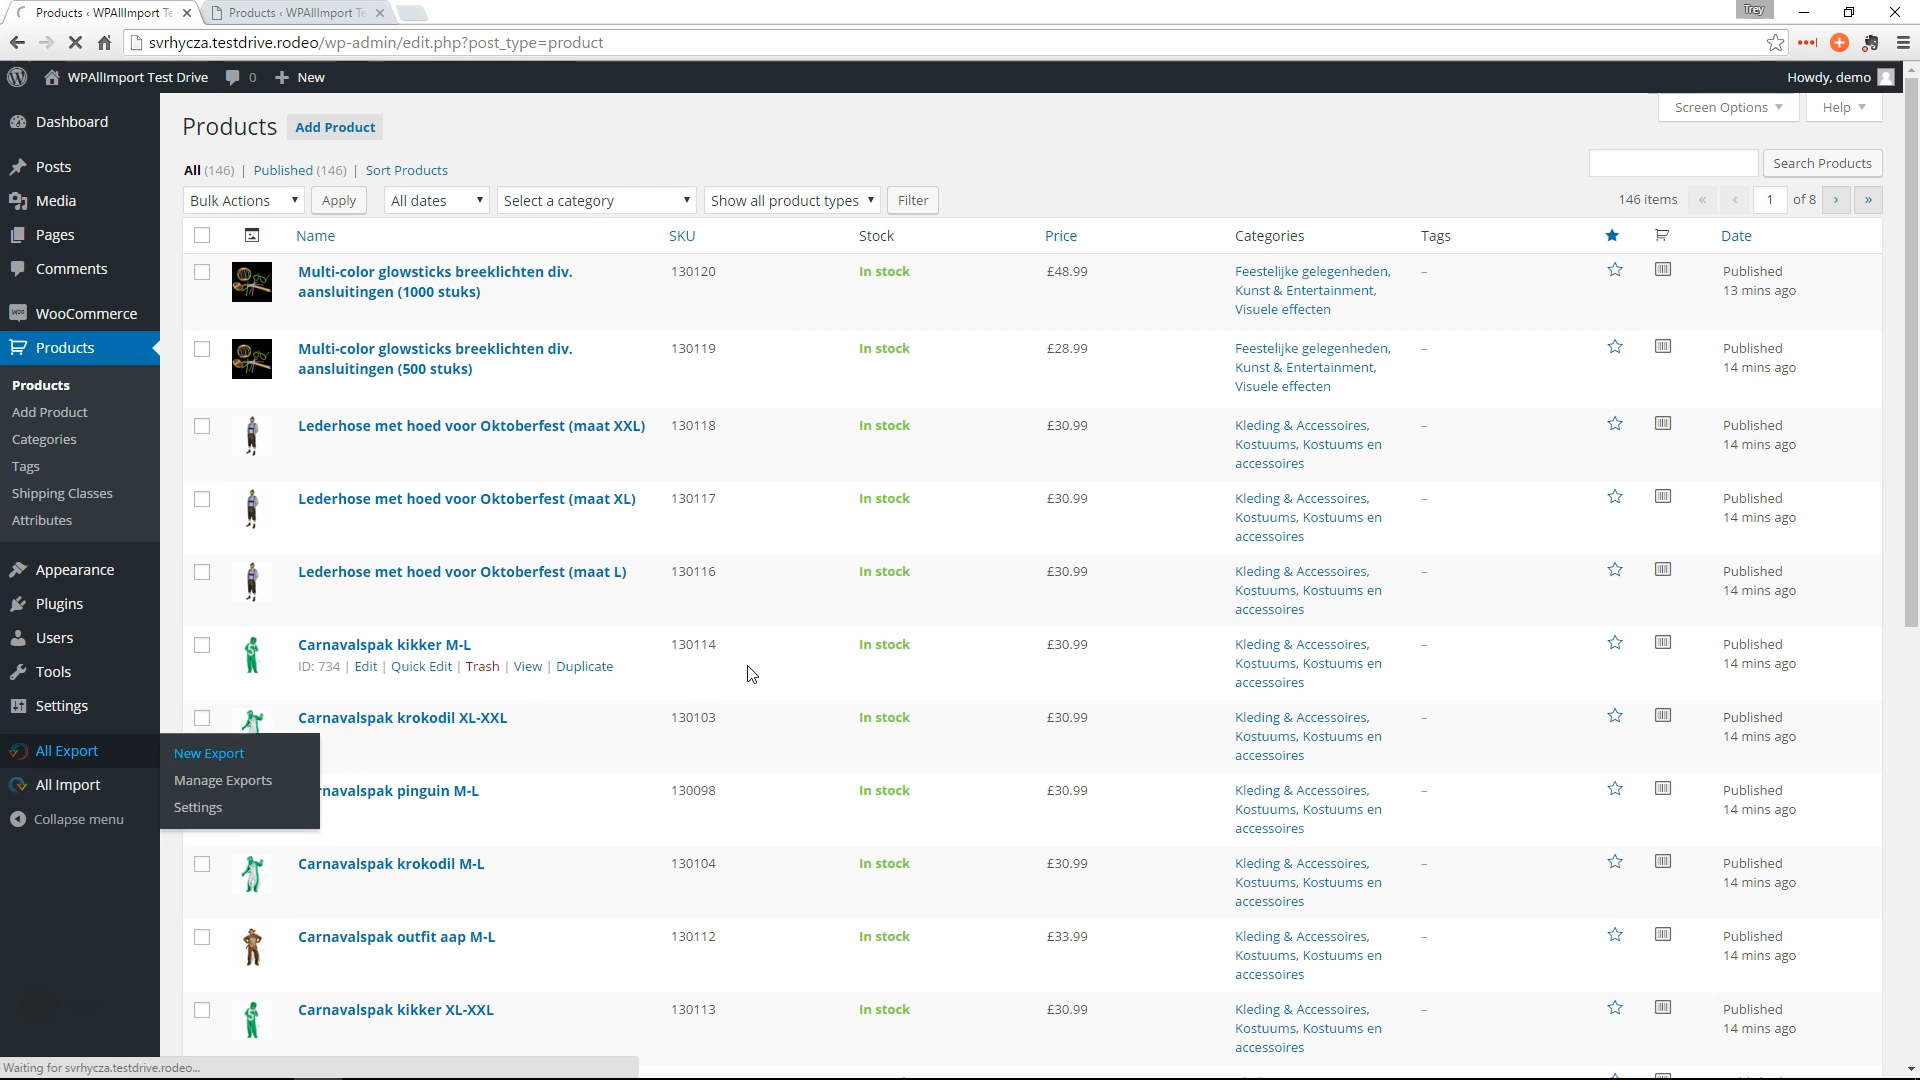 Products ‹ WPAllImport Te
Products ‹ WPAllImport Te
Trey
svrhycza.testdrive.rodeo/wp-admin/edit.php?post_type=product
WPAllImport Test Drive
0
New
Howdy, demo
Dashboard
Posts
Media
Pages
Comments
WooCommerce
Products
Products
Add Product
Categories
Tags
Shipping Classes
Attributes
Appearance
Plugins
Users
Tools
Settings
All Export
All Import
Collapse menu
New Export
Manage Exports
Settings
Products
Add Product
Screen Options
Help
All (146) | Published (146) | Sort Products
Search Products
Bulk Actions
Apply
All dates
Select a category
Show all product types
Filter
146 items « ‹ 1 of 8 › »
Name SKU Stock Price Categories Tags Date
Multi-color glowsticks breeklichten div.
aansluitingen (1000 stuks)
130120
In stock
£48.99
Feestelijke gelegenheden,
Kunst & Entertainment,
Visuele effecten
–
Published
13 mins ago
Multi-color glowsticks breeklichten div.
aansluitingen (500 stuks)
130119
In stock
£28.99
Feestelijke gelegenheden,
Kunst & Entertainment,
Visuele effecten
–
Published
14 mins ago
Lederhose met hoed voor Oktoberfest (maat XXL)
130118
In stock
£30.99
Kleding & Accessoires,
Kostuums, Kostuums en
accessoires
–
Published
14 mins ago
Lederhose met hoed voor Oktoberfest (maat XL)
130117
In stock
£30.99
Kleding & Accessoires,
Kostuums, Kostuums en
accessoires
–
Published
14 mins ago
Lederhose met hoed voor Oktoberfest (maat L)
130116
In stock
£30.99
Kleding & Accessoires,
Kostuums, Kostuums en
accessoires
–
Published
14 mins ago
Carnavalspak kikker M-L
ID: 734 | Edit | Quick Edit | Trash | View | Duplicate
130114
In stock
£30.99
Kleding & Accessoires,
Kostuums, Kostuums en
accessoires
–
Published
14 mins ago
Carnavalspak krokodil XL-XXL
130103
In stock
£30.99
Kleding & Accessoires,
Kostuums, Kostuums en
accessoires
–
Published
14 mins ago
rnavalspak pinguin M-L
130098
In stock
£30.99
Kleding & Accessoires,
Kostuums, Kostuums en
accessoires
–
Published
14 mins ago
Carnavalspak krokodil M-L
130104
In stock
£30.99
Kleding & Accessoires,
Kostuums, Kostuums en
accessoires
–
Published
14 mins ago
Carnavalspak outfit aap M-L
130112
In stock
£33.99
Kleding & Accessoires,
Kostuums, Kostuums en
accessoires
–
Published
14 mins ago
Carnavalspak kikker XL-XXL
130113
In stock
£30.99
Kleding & Accessoires,
Kostuums, Kostuums en
accessoires
–
Published
14 mins ago
Waiting for svrhycza.testdrive.rodeo...